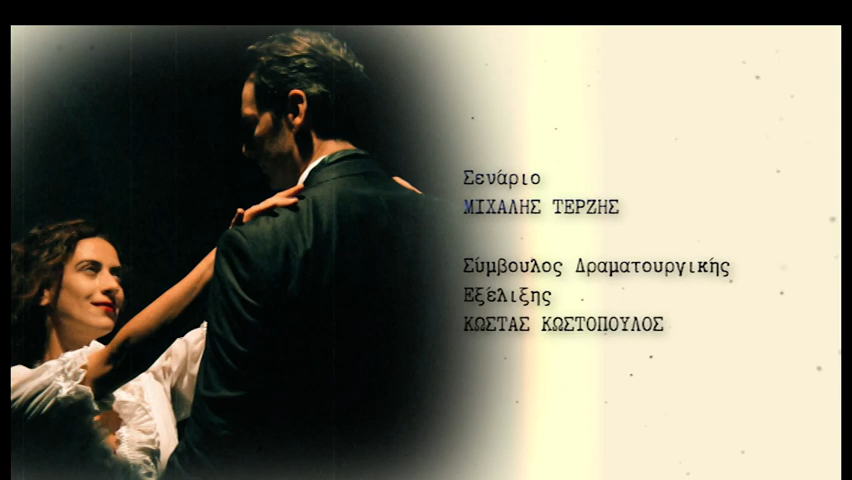 Σενάριο
ΜΙΧΑΛΗΣ ΤΕΡΖΗΣ
Σύμβουλος Δραματουργικής
Εξέλιξης
ΚΩΣΤΑΣ ΚΩΣΤΟΠΟΥΛΟΣ